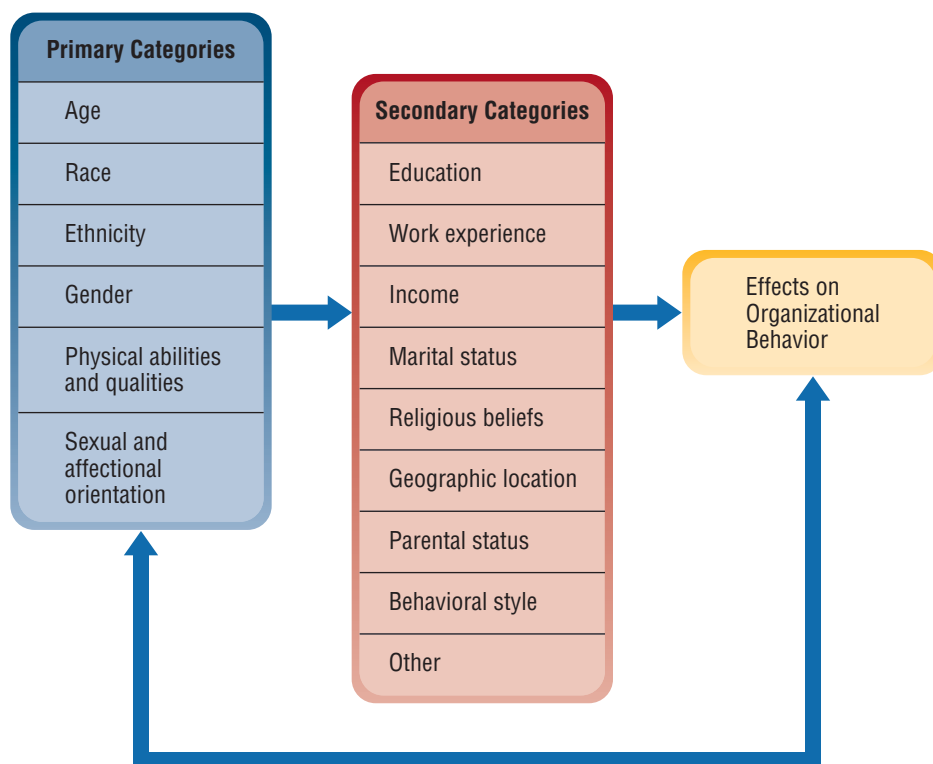 Primary Categories
Age
Race
Ethnicity
Gender
Physical abilities
and qualities
Sexual and
affectional
orientation
Secondary Categories
Education
Work experience
Income
Marital status
Religious beliefs
Geographic location
Parental status
Behavioral style
Other
Effects on
Organizational
Behavior